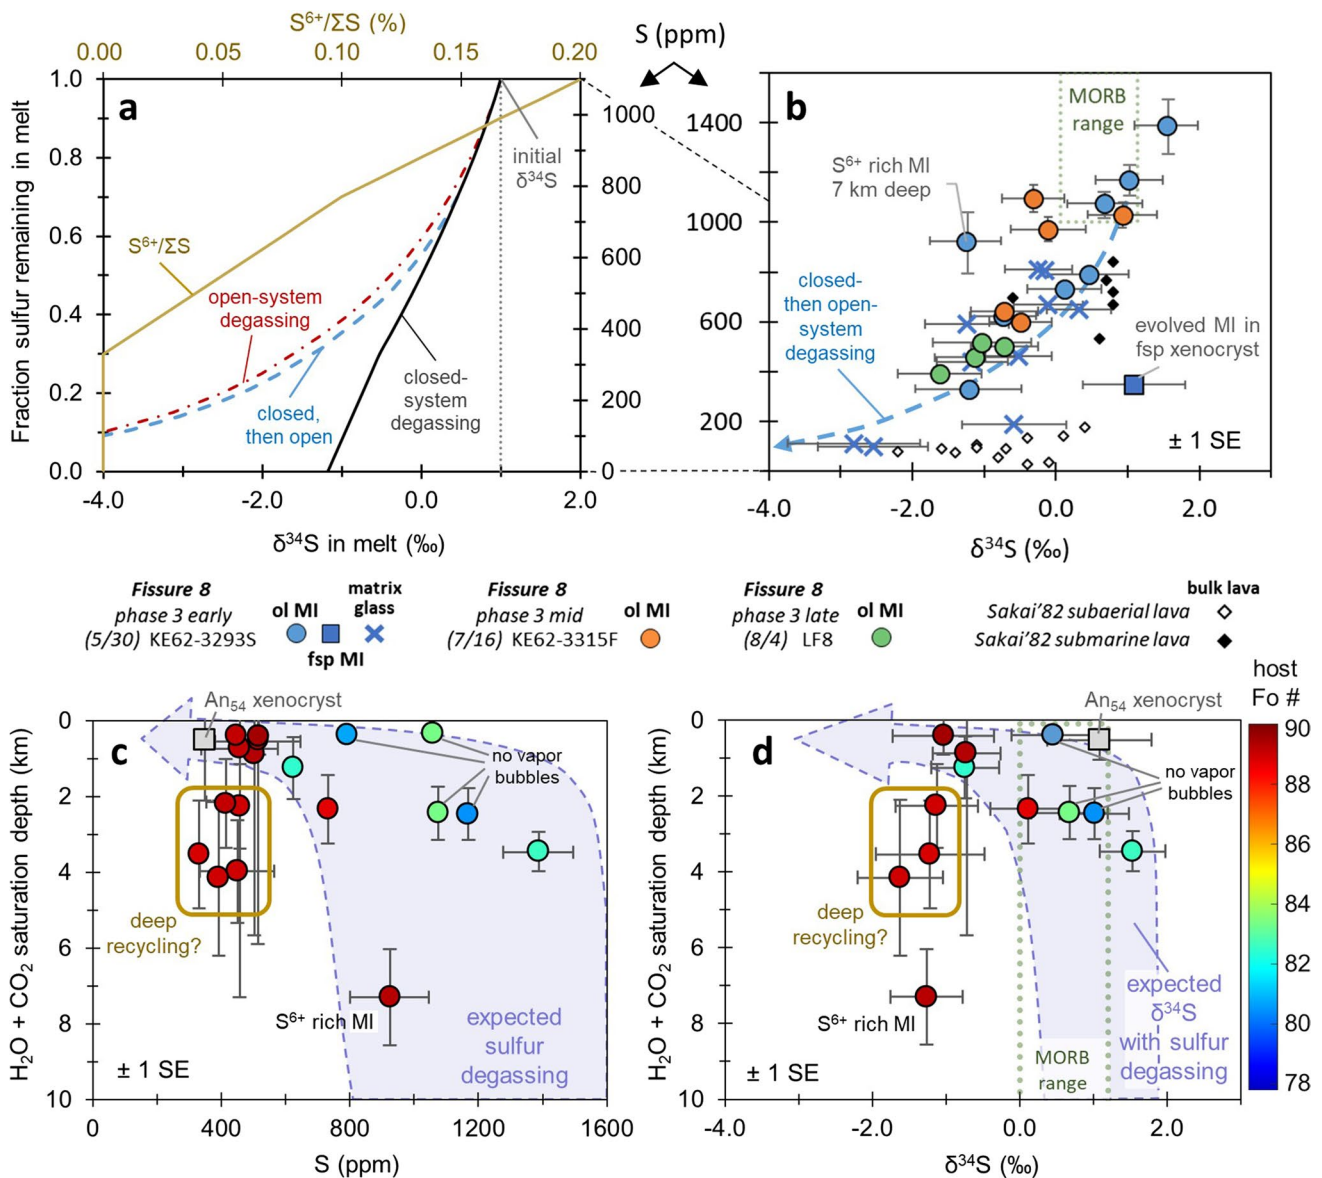 S⁶⁺/ΣS (%)
0.00 0.05 0.10 0.15 0.20
S (ppm)
a
Fraction sulfur remaining in melt
1.0
0.8
0.6
0.4
0.2
0.0
1000
800
600
400
200
0
initial
δ³⁴S
S⁶⁺/ΣS
open-system
degassing
closed,
then open
closed-
system
degassing
-4.0 -2.0 0.0 2.0
δ³⁴S in melt (‰)
b
1400
1000
600
200
MORB
range
S⁶⁺ rich MI
7 km deep
closed-
then open-
system
degassing
evolved MI in
fsp xenocryst
± 1 SE
-4.0 -2.0 0.0 2.0
δ³⁴S (‰)
Fissure 8
phase 3 early
(5/30) KE62-3293S
ol MI
matrix
glass
fsp MI
Fissure 8
phase 3 mid
(7/16) KE62-3315F
ol MI
Fissure 8
phase 3 late
(8/4) LF8
ol MI
bulk lava
Sakai'82 subaerial lava
Sakai'82 submarine lava
c
H₂O + CO₂ saturation depth (km)
0
2
4
6
8
10
An₅₄ xenocryst
no vapor
bubbles
deep
recycling?
S⁶⁺ rich MI
expected
sulfur
degassing
± 1 SE
0 400 800 1200 1600
S (ppm)
d
H₂O + CO₂ saturation depth (km)
0
2
4
6
8
10
An₅₄ xenocryst
no vapor
bubbles
deep
recycling?
S⁶⁺ rich MI
expected
δ³⁴S
with sulfur
degassing
MORB
range
± 1 SE
-4.0 -2.0 0.0 2.0
δ³⁴S (‰)
host
Fo #
90
88
86
84
82
80
78